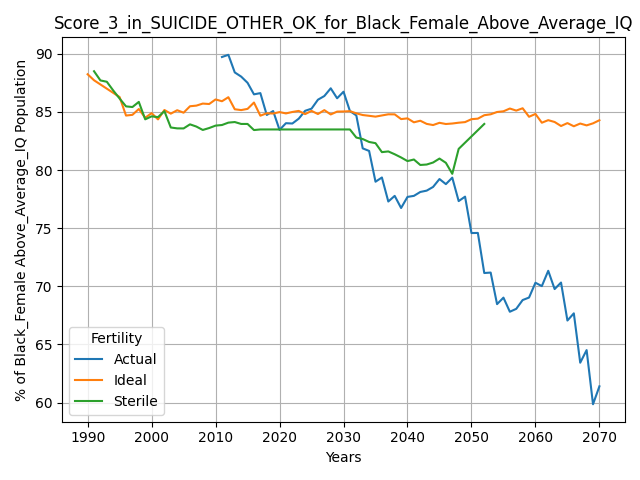 Score_3_in_SUICIDE_OTHER_OK_for_Black_Female_Above_Average_IQ
% of Black_Female Above_Average_IQ Population
90
85
80
75
70
65
60
Fertility
Actual
Ideal
Sterile
1990 2000 2010 2020 2030 2040 2050 2060 2070
Years